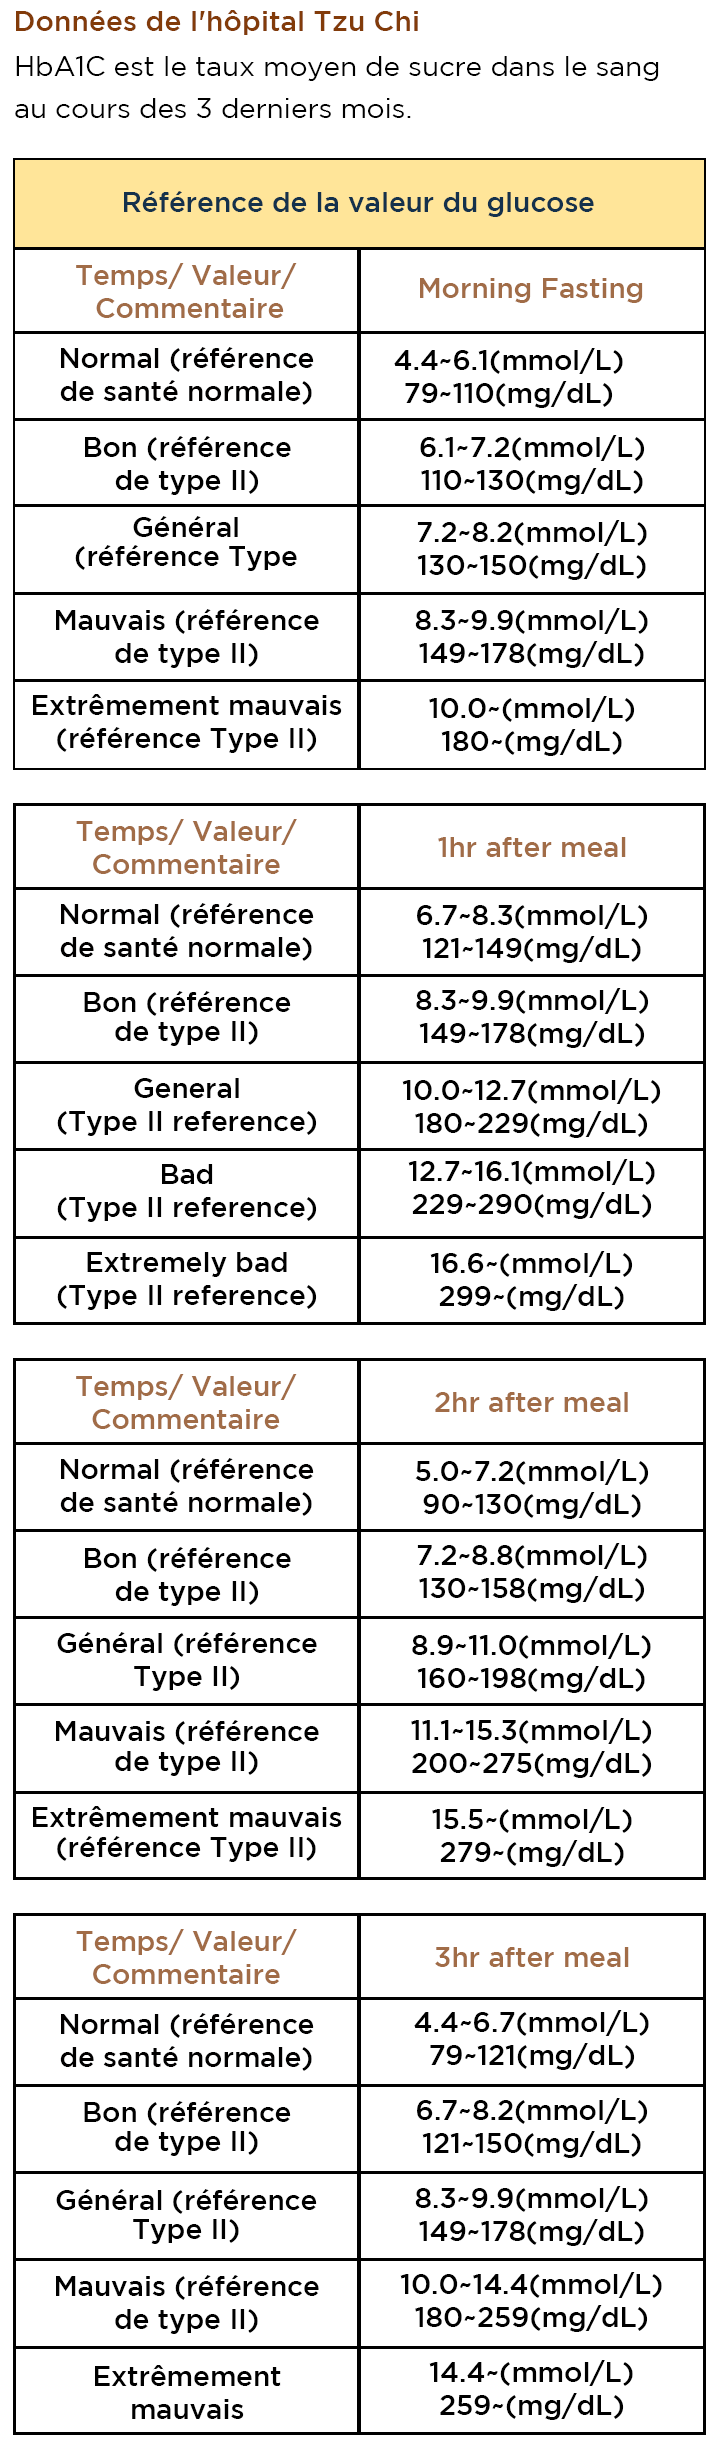 Données de l'hôpital Tzu Chi
HbA1C est le taux moyen de sucre dans le sang
au cours des 3 derniers mois.
Référence de la valeur du glucose
Temps/ Valeur/
Commentaire
Morning Fasting
Normal (référence
de santé normale)
4.4~6.1(mmol/L)
79~110(mg/dL)
Bon (référence
de type II)
6.1~7.2(mmol/L)
110~130(mg/dL)
Général
(référence Type
7.2~8.2(mmol/L)
130~150(mg/dL)
Mauvais (référence
de type II)
8.3~9.9(mmol/L)
149~178(mg/dL)
Extrêmement mauvais
(référence Type II)
10.0~(mmol/L)
180~(mg/dL)
Temps/ Valeur/
Commentaire
1hr after meal
Normal (référence
de santé normale)
6.7~8.3(mmol/L)
121~149(mg/dL)
Bon (référence
de type II)
8.3~9.9(mmol/L)
149~178(mg/dL)
General
(Type II reference)
10.0~12.7(mmol/L)
180~229(mg/dL)
Bad
(Type II reference)
12.7~16.1(mmol/L)
229~290(mg/dL)
Extremely bad
(Type II reference)
16.6~(mmol/L)
299~(mg/dL)
Temps/ Valeur/
Commentaire
2hr after meal
Normal (référence
de santé normale)
5.0~7.2(mmol/L)
90~130(mg/dL)
Bon (référence
de type II)
7.2~8.8(mmol/L)
130~158(mg/dL)
Général (référence
Type II)
8.9~11.0(mmol/L)
160~198(mg/dL)
Mauvais (référence
de type II)
11.1~15.3(mmol/L)
200~275(mg/dL)
Extrêmement mauvais
(référence Type II)
15.5~(mmol/L)
279~(mg/dL)
Temps/ Valeur/
Commentaire
3hr after meal
Normal (référence
de santé normale)
4.4~6.7(mmol/L)
79~121(mg/dL)
Bon (référence
de type II)
6.7~8.2(mmol/L)
121~150(mg/dL)
Général (référence
Type II)
8.3~9.9(mmol/L)
149~178(mg/dL)
Mauvais (référence
de type II)
10.0~14.4(mmol/L)
180~259(mg/dL)
Extrêmement
mauvais
14.4~(mmol/L)
259~(mg/dL)